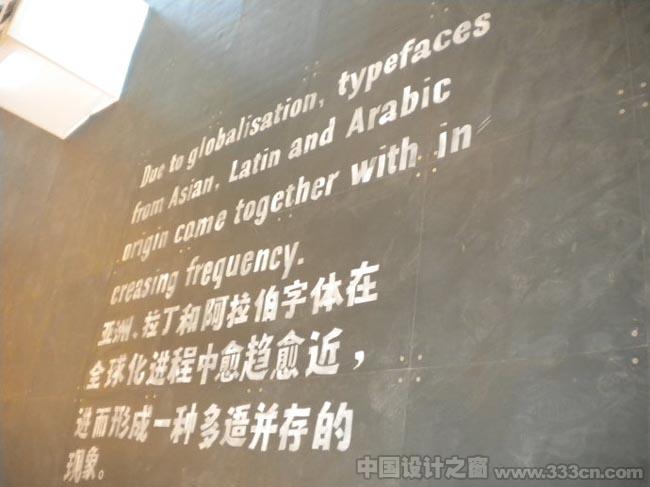 Due to globalisation, typefaces
from Asian, Latin and Arabic
origin come together with in=
creasing frequency.
亚洲、拉丁和阿拉伯字体在
全球化进程中愈趋愈近，
进而形成一种多语并存的
现象。
中国设计之窗 www.333cn.com